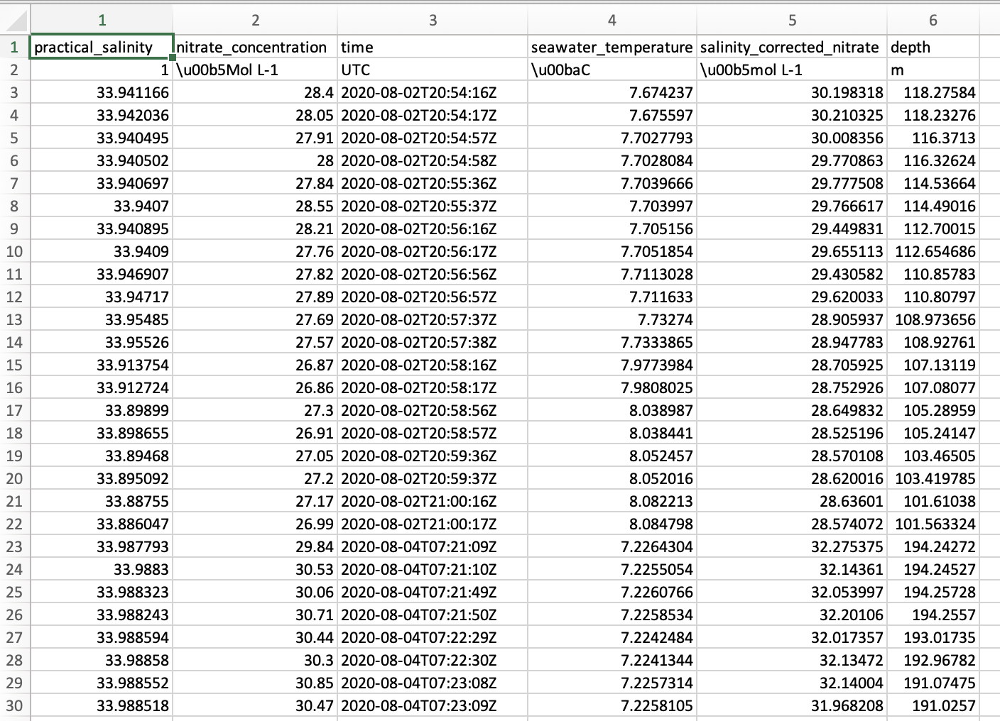 1 2 3 4 5 6
1 practical_salinity nitrate_concentration time seawater_temperature salinity_corrected_nitrate depth
2 1 \u00b5Mol L-1 UTC \u00baC \u00b5mol L-1 m
3 33.941166 28.4 2020-08-02T20:54:16Z 7.674237 30.198318 118.27584
4 33.942036 28.05 2020-08-02T20:54:17Z 7.675597 30.210325 118.23276
5 33.940495 27.91 2020-08-02T20:54:57Z 7.7027793 30.008356 116.3713
6 33.940502 28 2020-08-02T20:54:58Z 7.7028084 29.770863 116.32624
7 33.940697 27.84 2020-08-02T20:55:36Z 7.7039666 29.777508 114.53664
8 33.9407 28.55 2020-08-02T20:55:37Z 7.703997 29.766617 114.49016
9 33.940895 28.21 2020-08-02T20:56:16Z 7.705156 29.449831 112.70015
10 33.9409 27.76 2020-08-02T20:56:17Z 7.7051854 29.655113 112.654686
11 33.946907 27.82 2020-08-02T20:56:56Z 7.7113028 29.430582 110.85783
12 33.94717 27.89 2020-08-02T20:56:57Z 7.711633 29.620033 110.80797
13 33.95485 27.69 2020-08-02T20:57:37Z 7.73274 28.905937 108.973656
14 33.95526 27.57 2020-08-02T20:57:38Z 7.7333865 28.947783 108.92761
15 33.913754 26.87 2020-08-02T20:58:16Z 7.9773984 28.705925 107.13119
16 33.912724 26.86 2020-08-02T20:58:17Z 7.9808025 28.752926 107.08077
17 33.89899 27.3 2020-08-02T20:58:56Z 8.038987 28.649832 105.28959
18 33.898655 26.91 2020-08-02T20:58:57Z 8.038441 28.525196 105.24147
19 33.89468 27.05 2020-08-02T20:59:36Z 8.052457 28.570108 103.46505
20 33.895092 27.2 2020-08-02T20:59:37Z 8.052016 28.620016 103.419785
21 33.88755 27.17 2020-08-02T21:00:16Z 8.082213 28.63601 101.61038
22 33.886047 26.99 2020-08-02T21:00:17Z 8.084798 28.574072 101.563324
23 33.987793 29.84 2020-08-04T07:21:09Z 7.2264304 32.275375 194.24272
24 33.9883 30.53 2020-08-04T07:21:10Z 7.2255054 32.14361 194.24527
25 33.988323 30.06 2020-08-04T07:21:49Z 7.2260766 32.053997 194.25728
26 33.988243 30.71 2020-08-04T07:21:50Z 7.2258534 32.20106 194.2557
27 33.988594 30.44 2020-08-04T07:22:29Z 7.2242484 32.017357 193.01735
28 33.98858 30.3 2020-08-04T07:22:30Z 7.2241344 32.13472 192.96782
29 33.988552 30.85 2020-08-04T07:23:08Z 7.2257314 32.14004 191.07475
30 33.988518 30.47 2020-08-04T07:23:09Z 7.2258105 31.968208 191.0257